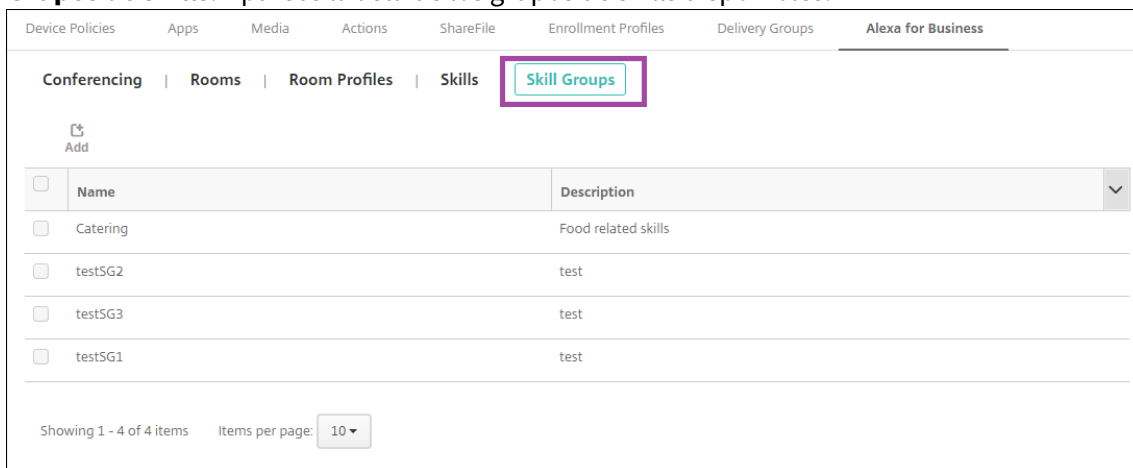 Device Policies Apps Media Actions ShareFile Enrollment Profiles Delivery Groups Alexa for Business
Conferencing | Rooms | Room Profiles | Skills Skill Groups
Add
Name Description
Catering Food related skills
testSG2 test
testSG3 test
testSG1 test
Showing 1 - 4 of 4 items Items per page: 10